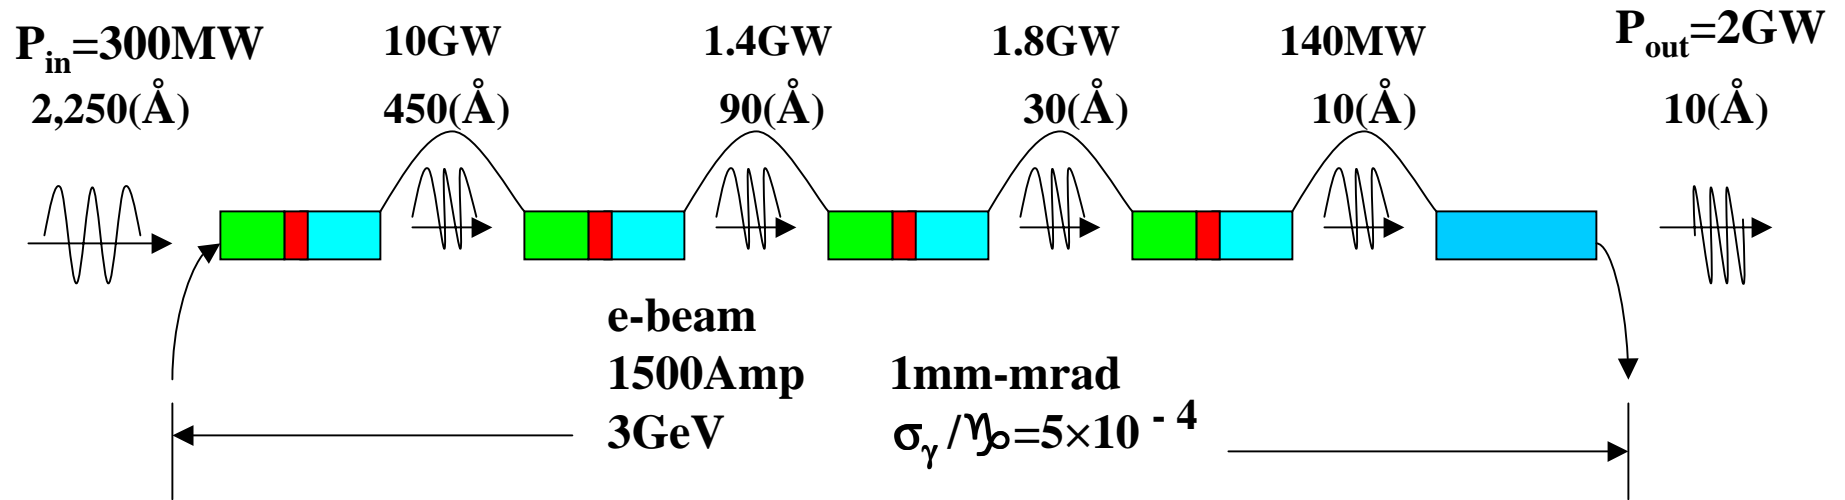 P_in=300MW 10GW 1.4GW 1.8GW 140MW P_out=2GW
2,250(Å) 450(Å) 90(Å) 30(Å) 10(Å) 10(Å)
e-beam
1500Amp 1mm-mrad
3GeV σ_γ/♑=5×10 - 4